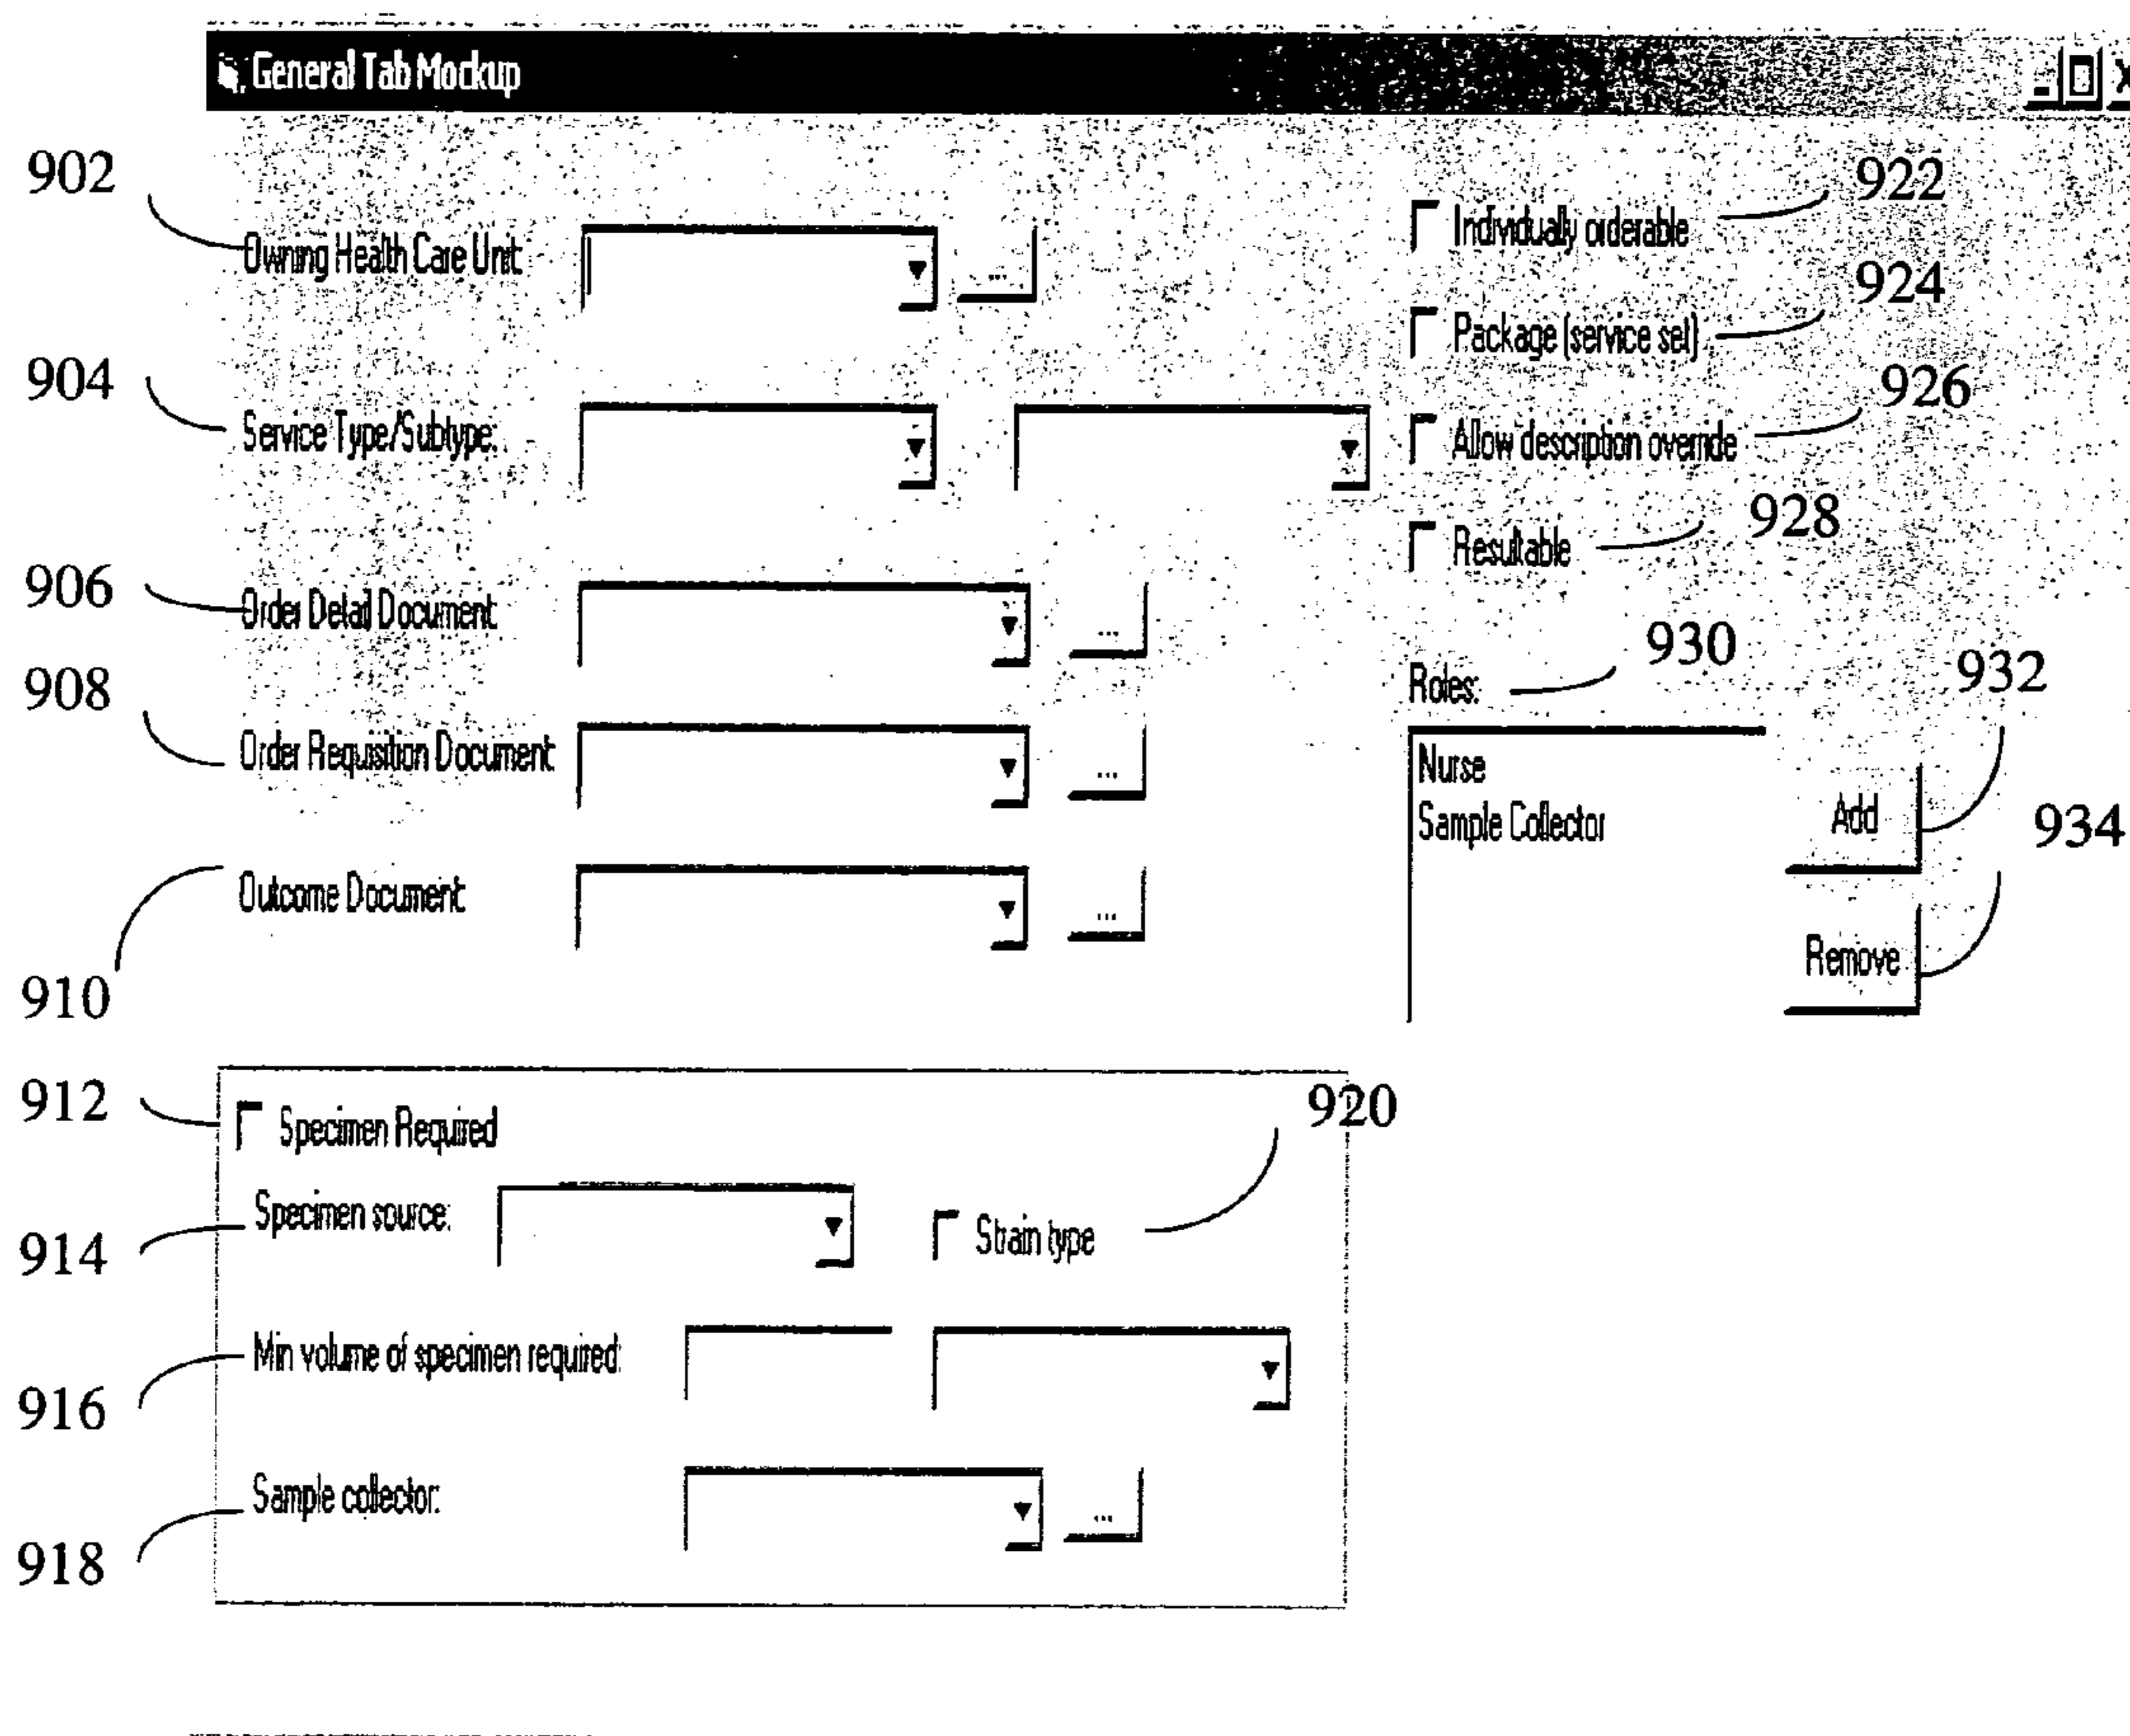 General Tab Mockup
902
Owning Health Care Unit:
...
922
Individually orderable
924
Package (service set)
904
Service Type/Subtype:
926
Allow description override
928
Resultable
906
Order Detail Document:
...
930
Roles:
932
908
Order Requisition Document:
...
Nurse
Sample Collector
Add
934
Remove
910
Outcome Document:
...
912
Specimen Required
920
914
Specimen source:
Strain type
916
Min volume of specimen required:
918
Sample collector:
...